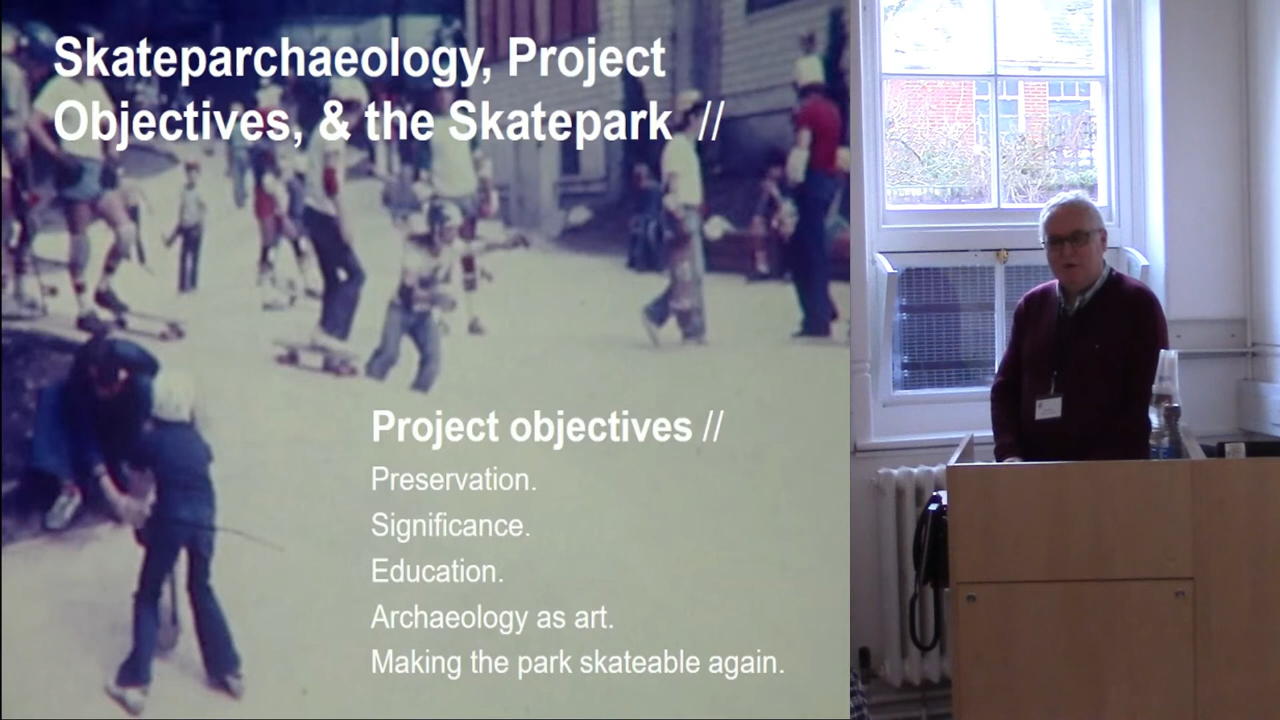 Skateparchaeology, Project
Objectives, & the Skatepark //
Project objectives //
Preservation.
Significance.
Education.
Archaeology as art.
Making the park skateable again.